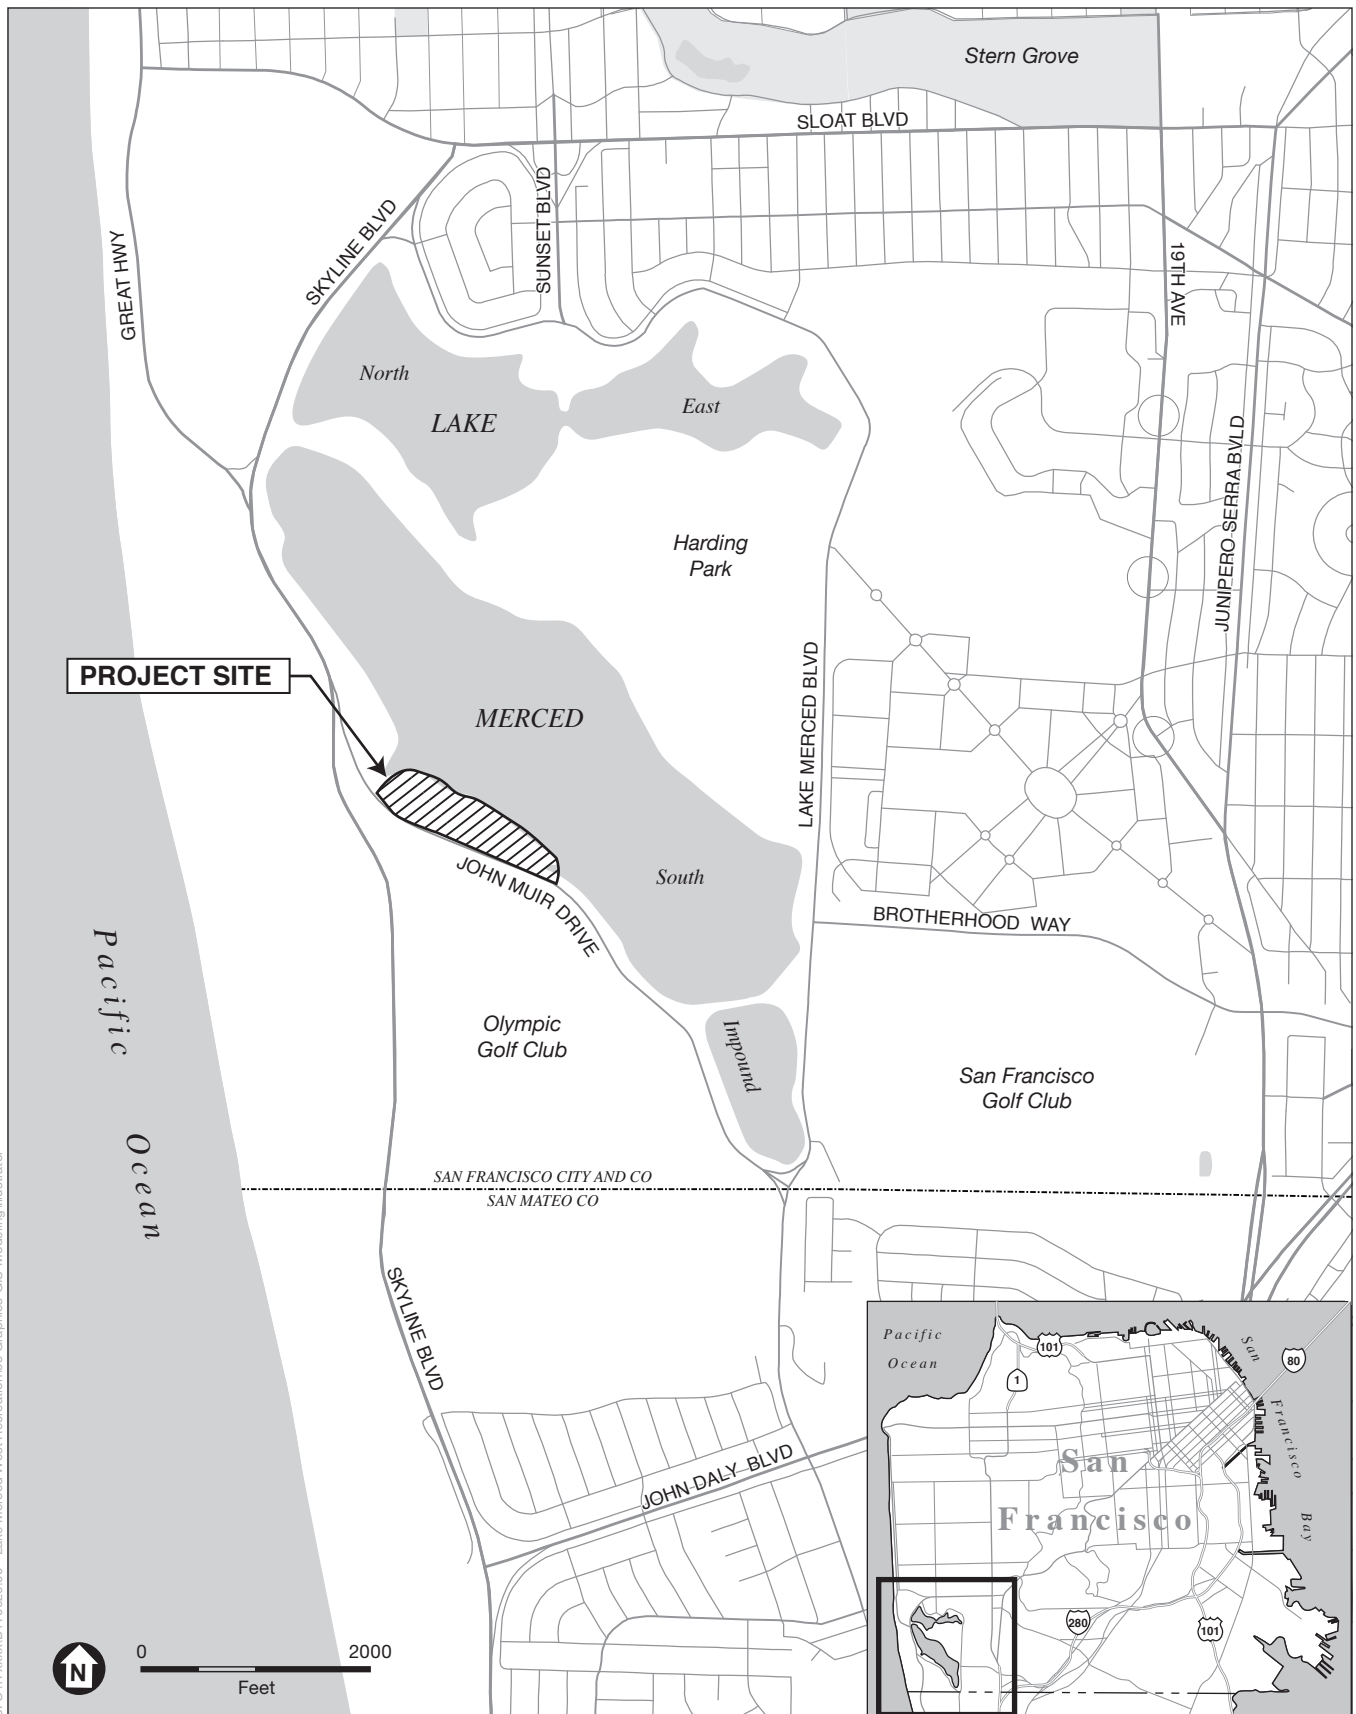 Stern Grove
SLOAT BLVD
SUNSET BLVD
SKYLINE BLVD
GREAT HWY
19TH AVE
North
LAKE
East
JUNIPERO SERRA BVLD
Harding
Park
PROJECT SITE
MERCED
LAKE MERCED BLVD
South
JOHN MUIR DRIVE
BROTHERHOOD WAY
Pacific
Ocean
Olympic
Golf Club
Impound
San Francisco
Golf Club
SAN FRANCISCO CITY AND CO
SAN MATEO CO
SKYLINE BLVD
JOHN DALY BLVD
N
0
2000
Feet
Pacific
Ocean
101
1
San
Francisco
Bay
80
San
Francisco
280
101